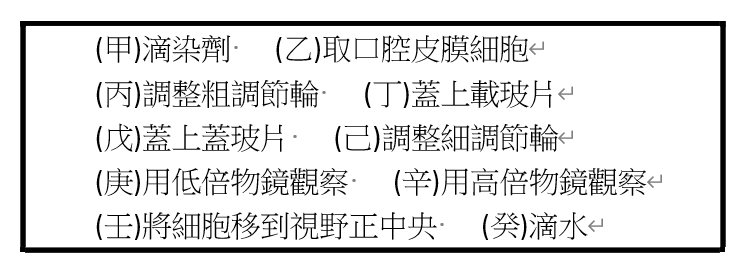 (甲)滴染劑 (乙)取口腔皮膜細胞
(丙)調整粗調節輪 (丁)蓋上載玻片
(戊)蓋上蓋玻片 (己)調整細調節輪
(庚)用低倍物鏡觀察 (辛)用高倍物鏡觀察
(壬)將細胞移到視野正中央 (癸)滴水